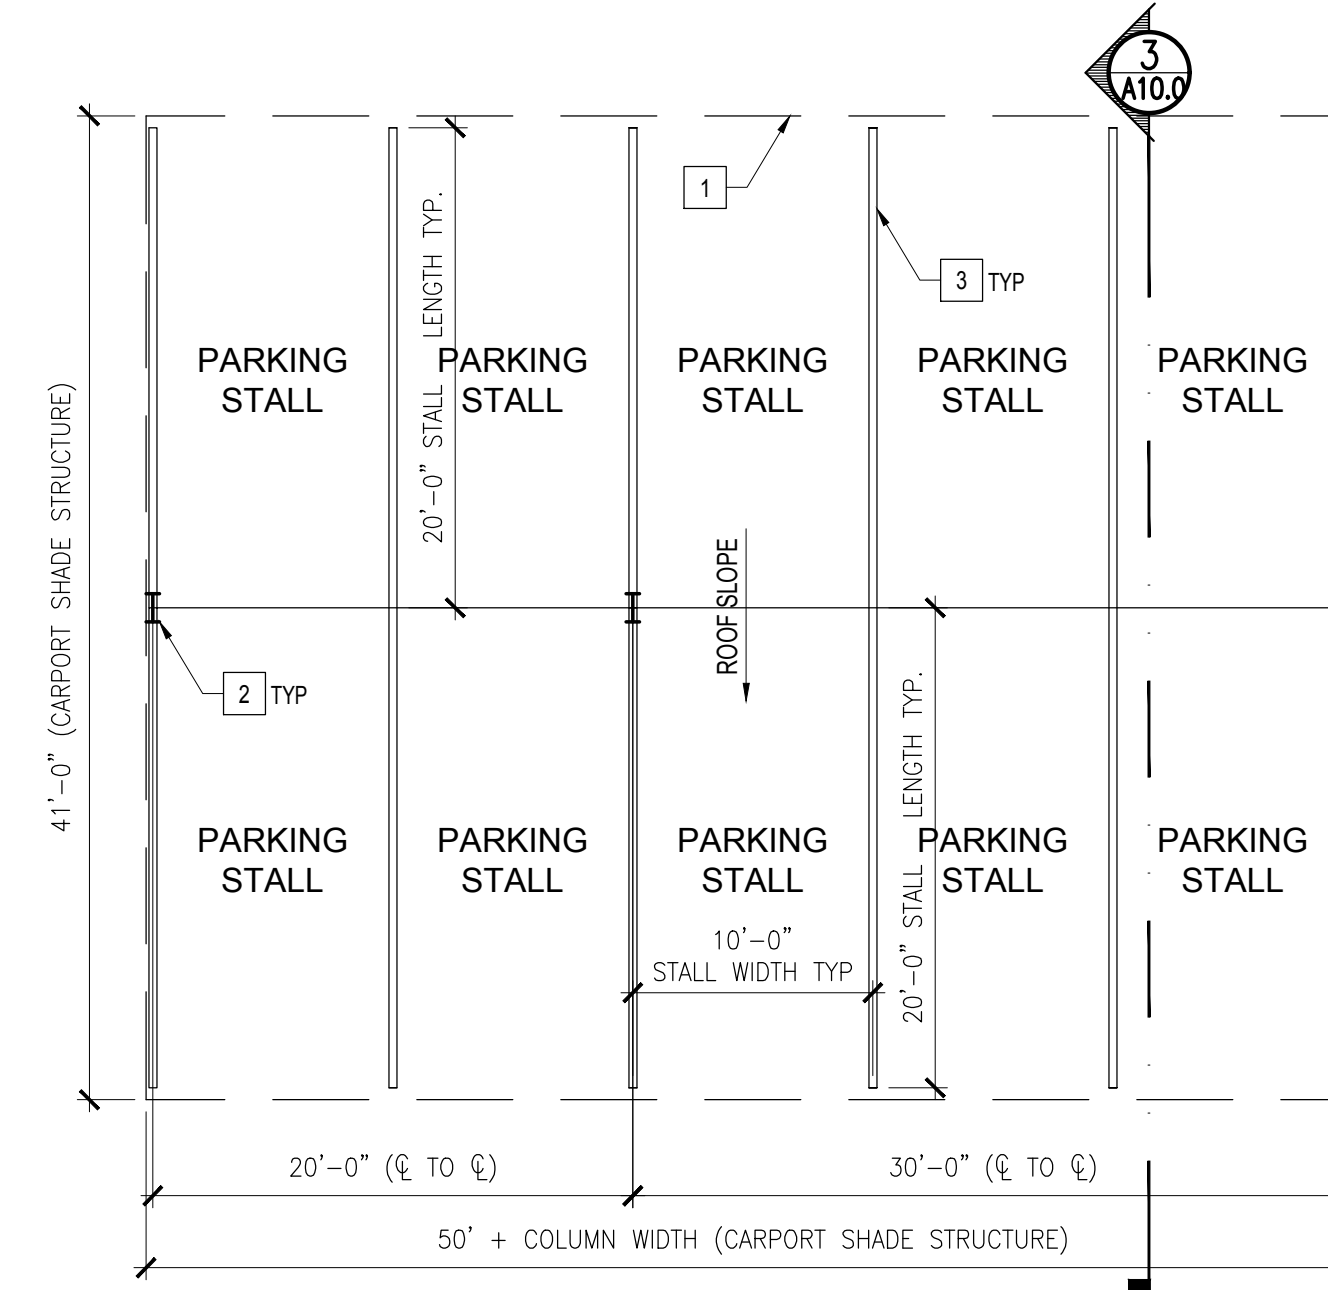 3
A10.0
1
3 TYP
20'-0" STALL LENGTH TYP.
PARKING
STALL
PARKING
STALL
PARKING
STALL
PARKING
STALL
PARKING
STALL
41'-0" (CARPORT SHADE STRUCTURE)
ROOF SLOPE
2 TYP
20'-0" STALL LENGTH TYP.
PARKING
STALL
PARKING
STALL
PARKING
STALL
PARKING
STALL
PARKING
STALL
10'-0"
STALL WIDTH TYP
20'-0" (℄ TO ℄)
30'-0" (℄ TO ℄)
50' + COLUMN WIDTH (CARPORT SHADE STRUCTURE)